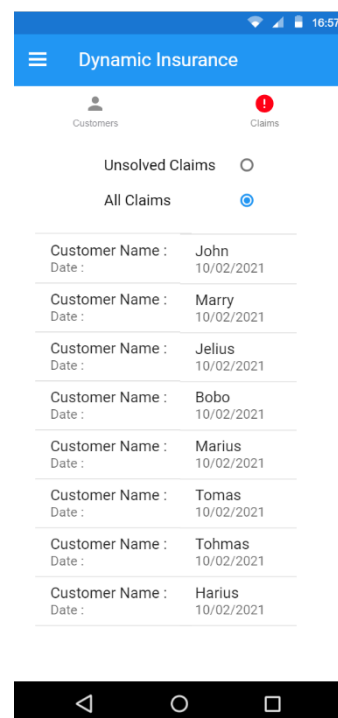 16:57
Dynamic Insurance
Customers Claims
Unsolved Claims
All Claims
Customer Name : John
Date : 10/02/2021
Customer Name : Marry
Date : 10/02/2021
Customer Name : Jelius
Date : 10/02/2021
Customer Name : Bobo
Date : 10/02/2021
Customer Name : Marius
Date : 10/02/2021
Customer Name : Tomas
Date : 10/02/2021
Customer Name : Tohmas
Date : 10/02/2021
Customer Name : Harius
Date : 10/02/2021